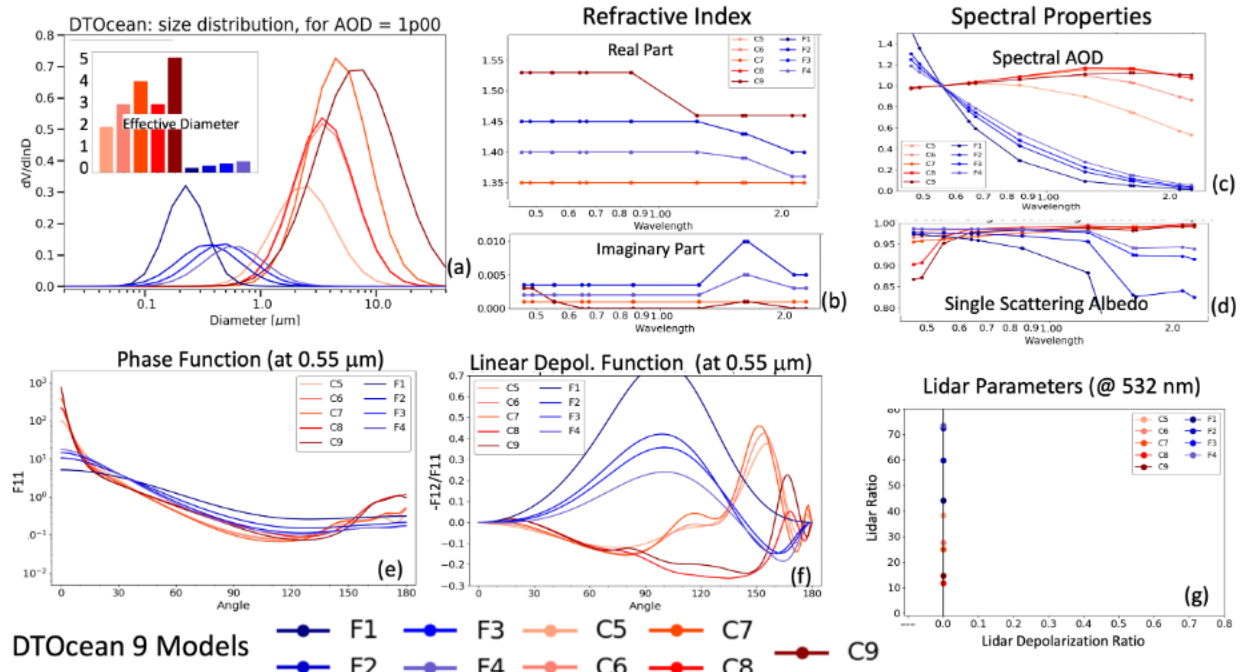 Refractive Index
Spectral Properties
DTOcean: size distribution, for AOD = 1p00
0.8
0.7
0.6
0.5
0.4
0.3
0.2
0.1
0.0
dV/dlnD
5
4
3
2
1
0
Effective Diameter
0.1
1.0
10.0
Diameter [μm]
(a)
Real Part
C5
C6
C7
C8
C9
F1
F2
F3
F4
1.55
1.50
1.45
1.40
1.35
0.5
0.6
0.7
0.8
0.9
1.00
2.0
Wavelength
Imaginary Part
0.010
0.005
0.000
(b)
0.5
0.6
0.7
0.8
0.9
1.00
2.0
Wavelength
Spectral AOD
1.4
1.2
1.0
0.8
0.6
0.4
0.2
0.0
C5
C6
C7
C8
C9
F1
F2
F3
F4
(c)
0.5
0.6
0.7
0.8
0.9
1.00
2.0
Wavelength
1.00
0.95
0.90
0.85
0.80
Single Scattering Albedo
(d)
0.5
0.6
0.7
0.8
0.9
1.00
2.0
Wavelength
Phase Function (at 0.55 μm)
10³
10²
10¹
10⁰
10⁻¹
10⁻²
F11
C5
C6
C7
C8
C9
F1
F2
F3
F4
(e)
0
30
60
90
120
150
180
Angle
Linear Depol. Function (at 0.55 μm)
0.7
0.4
0.3
0.2
0.1
0.0
-0.1
-0.2
-0.3
-F12/F11
C5
C6
C7
C8
C9
F1
F2
F3
F4
(f)
0
30
60
90
120
150
180
Angle
Lidar Parameters (@ 532 nm)
80
70
60
50
40
30
20
10
0
Lidar Ratio
C5
C6
C7
C8
C9
F1
F2
F3
F4
(g)
0.0
0.1
0.2
0.3
0.4
0.5
0.6
0.7
0.8
Lidar Depolarization Ratio
DTOcean 9 Models
F1
F3
C5
C7
C9
F2
F4
C6
C8